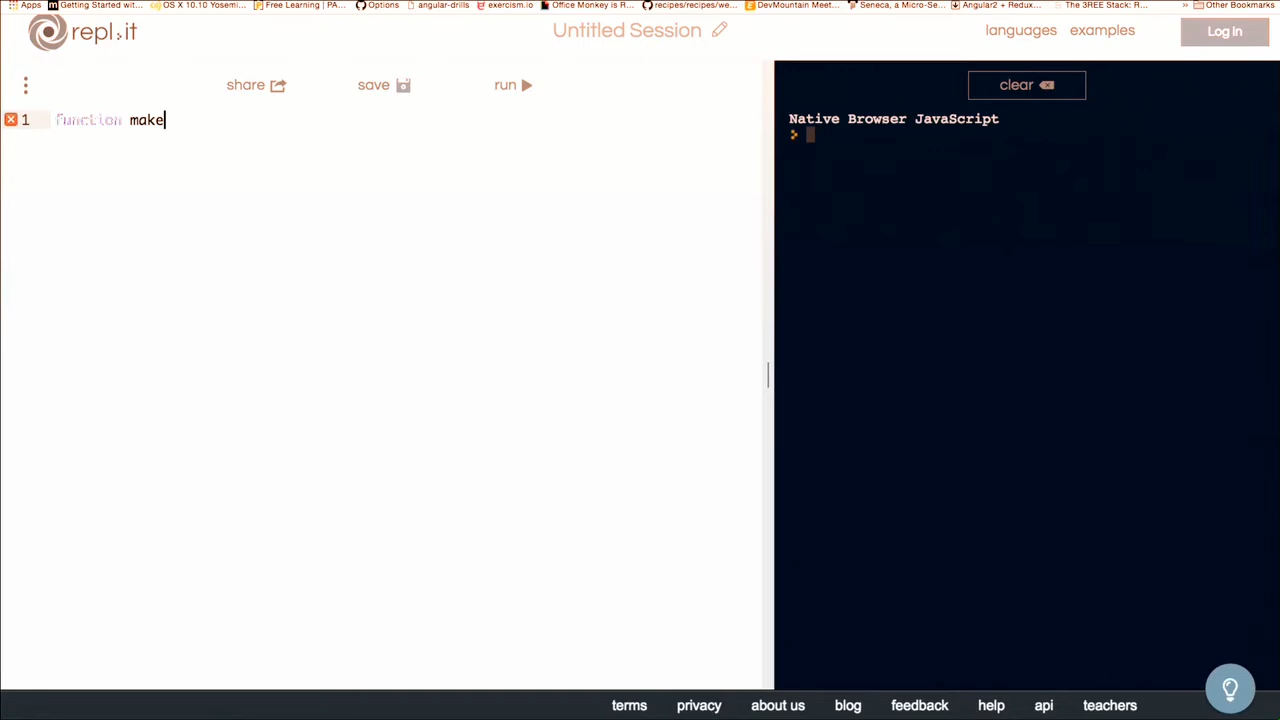 Apps Getting Started wit... OS X 10.10 Yosemi... Free Learning | PA... Options angular-drills exercism.io Office Monkey is R... recipes/recipes/we... DevMountain Meet... Seneca, a Micro-Se... Angular2 + Redux... The 3REE Stack: R... » Other Bookmarks
repl.it Untitled Session languages examples Log in
share save run clear
1 function make
Native Browser JavaScript
>
terms privacy about us blog feedback help api teachers